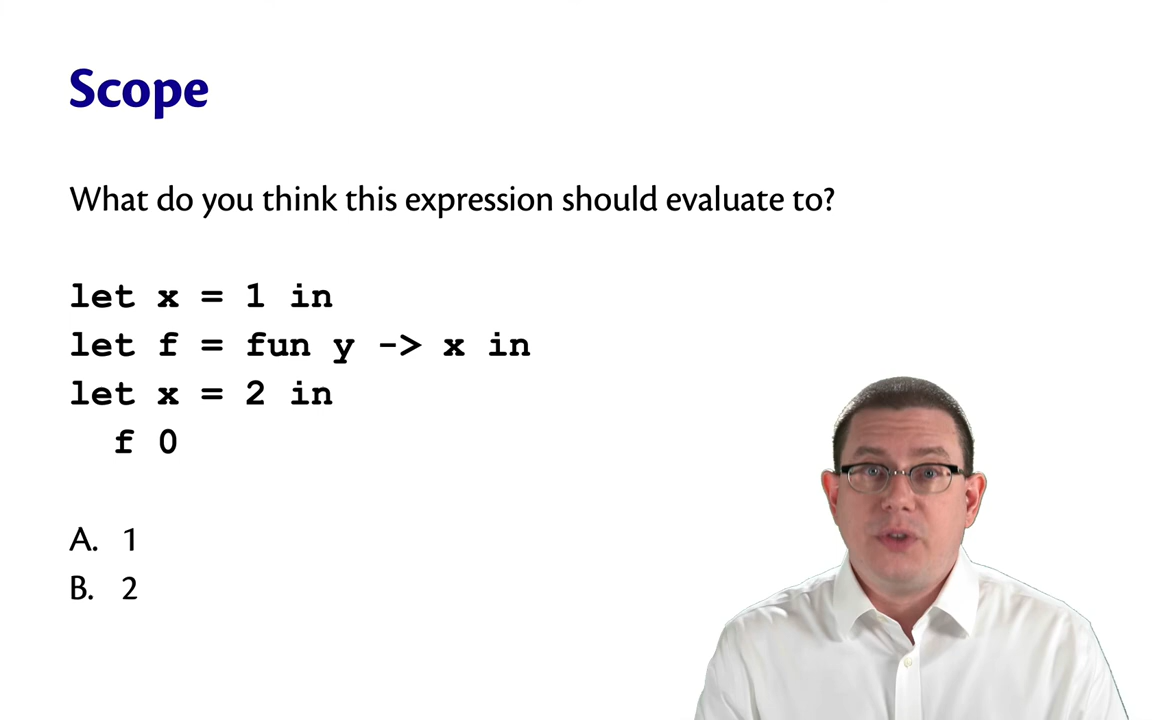 Scope
What do you think this expression should evaluate to?
let x = 1 in
let f = fun y -> x in
let x = 2 in
  f 0
A. 1
B. 2